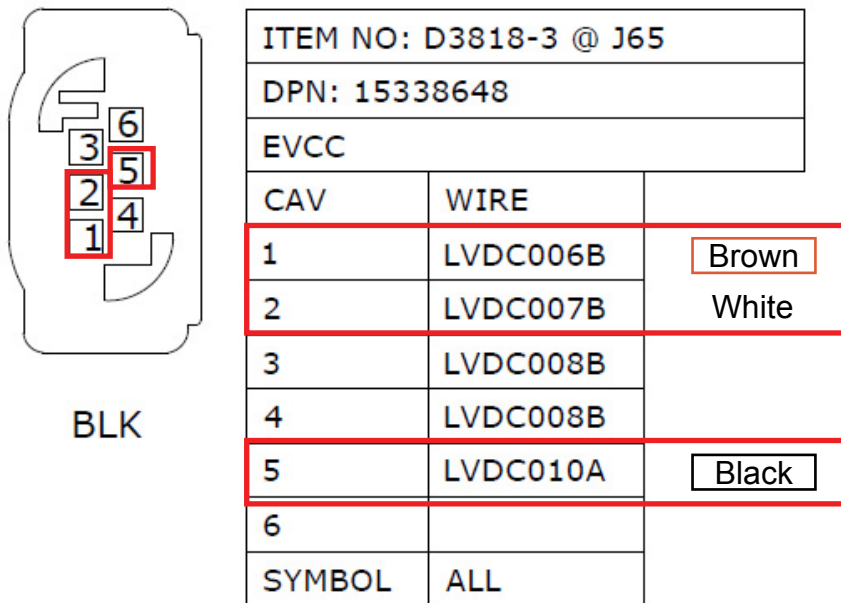 6
3
5
2
4
1
BLK
ITEM NO: D3818-3 @ J65
DPN: 15338648
EVCC
CAV WIRE
1 LVDC006B Brown
2 LVDC007B White
3 LVDC008B
4 LVDC008B
5 LVDC010A Black
6
SYMBOL ALL